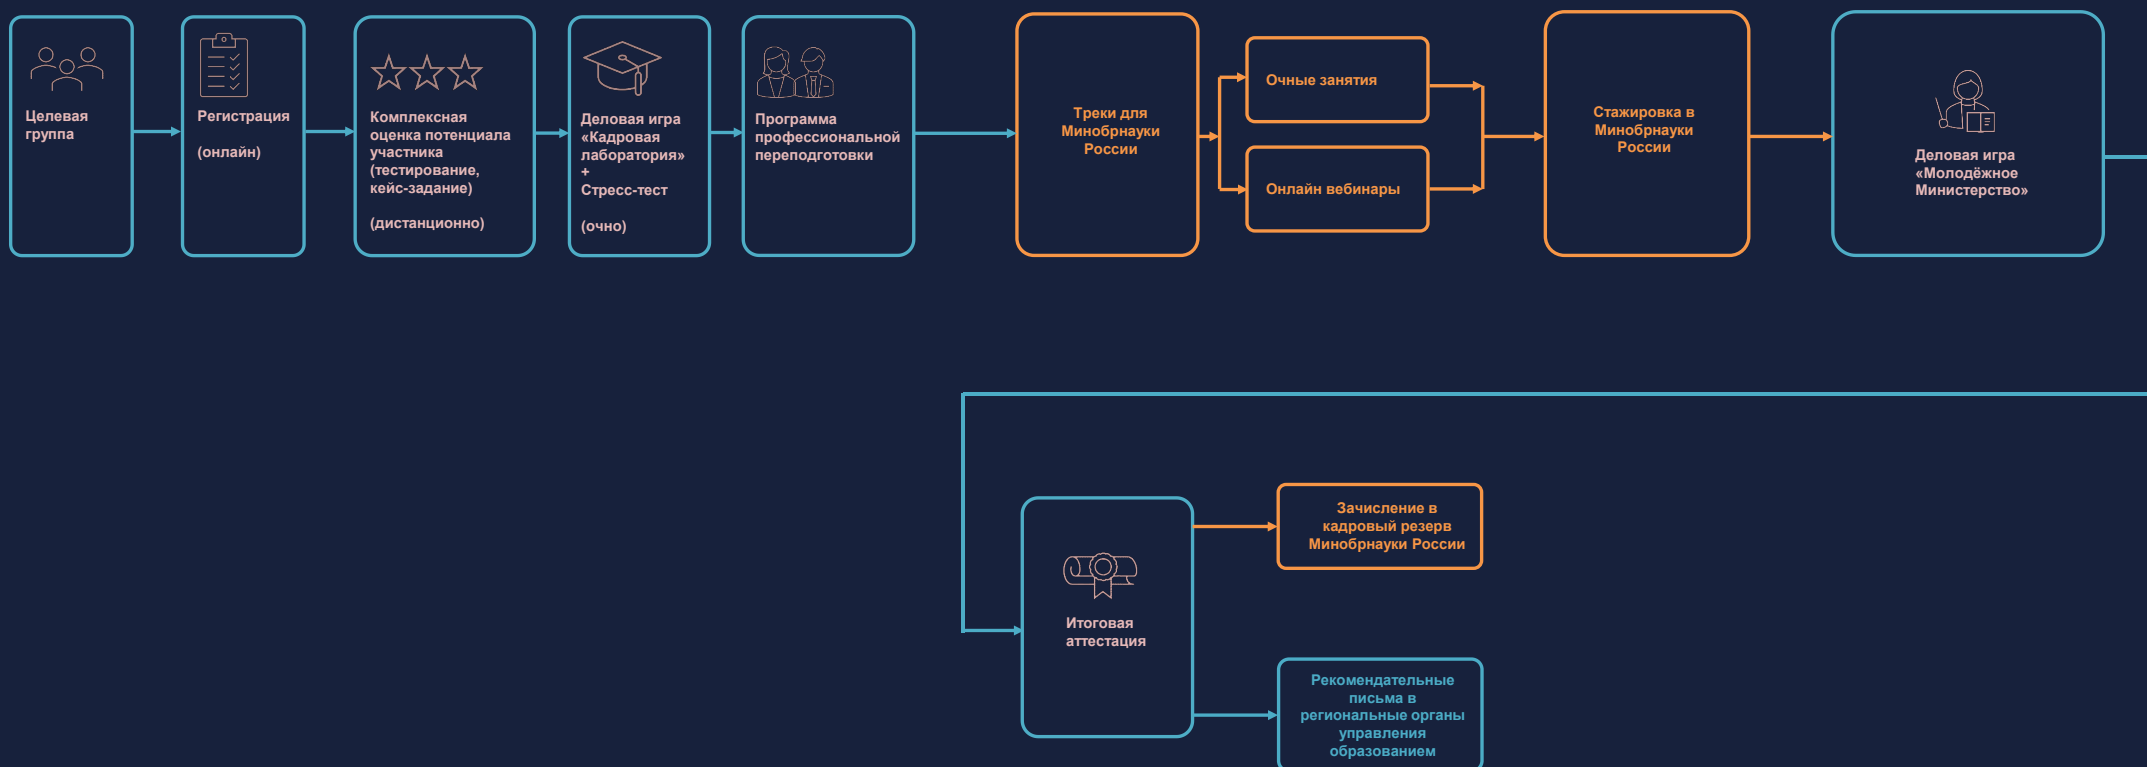 Целевая
группа
Регистрация
(онлайн)
Комплексная
оценка потенциала
участника
(тестирование,
кейс-задание)
(дистанционно)
Деловая игра
«Кадровая
лаборатория»
+
Стресс-тест
(очно)
Программа
профессиональной
переподготовки
Треки для
Минобрнауки
России
Очные занятия
Онлайн вебинары
Стажировка в
Минобрнауки
России
Деловая игра
«Молодёжное
Министерство»
Итоговая
аттестация
Зачисление в
кадровый резерв
Минобрнауки России
Рекомендательные
письма в
региональные органы
управления
образованием